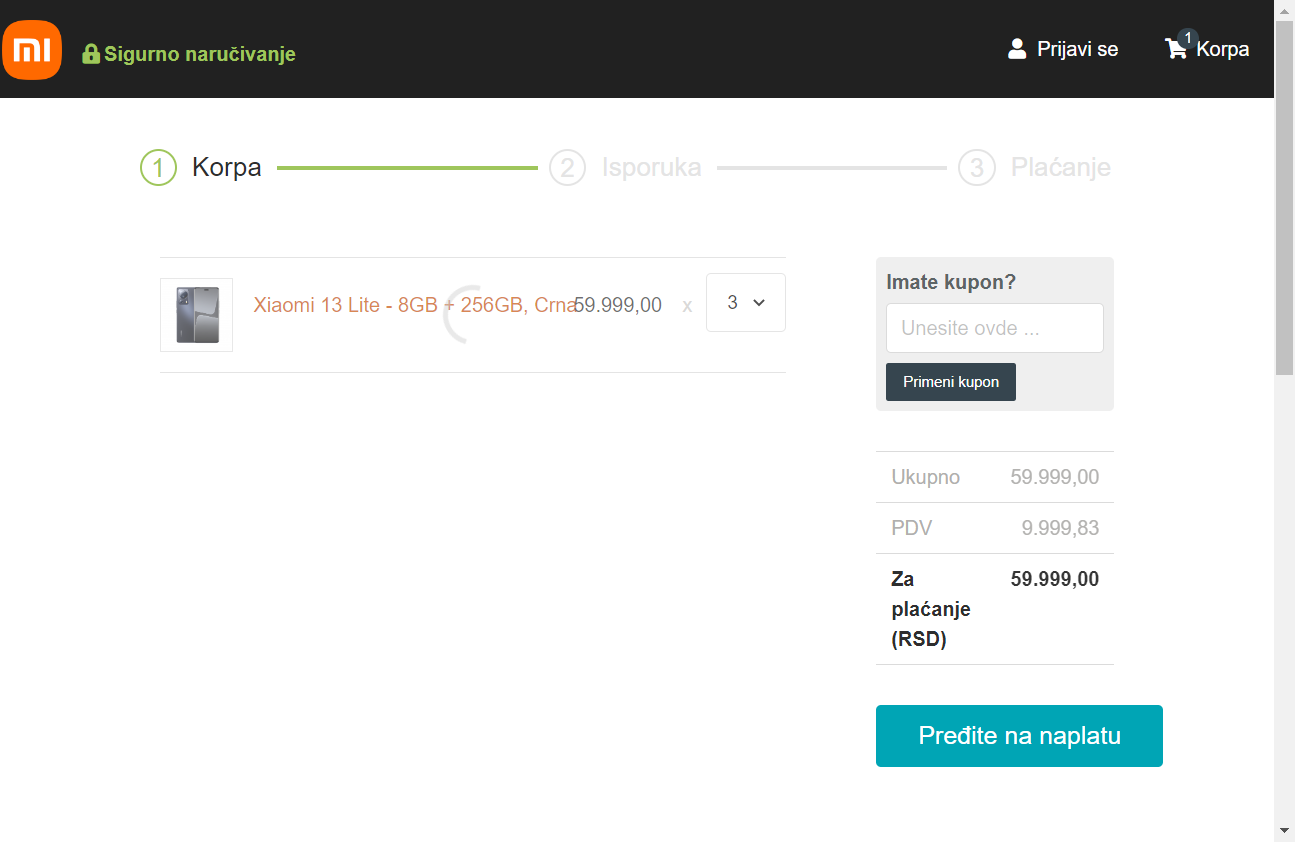 mi
Sigurno naručivanje
Prijavi se
1
Korpa
1 Korpa
2 Isporuka
3 Plaćanje
Xiaomi 13 Lite - 8GB + 256GB, Crna
59.999,00 x 3
Imate kupon?
Unesite ovde ...
Primeni kupon
Ukupno 59.999,00
PDV 9.999,83
Za 59.999,00
plaćanje
(RSD)
Pređite na naplatu